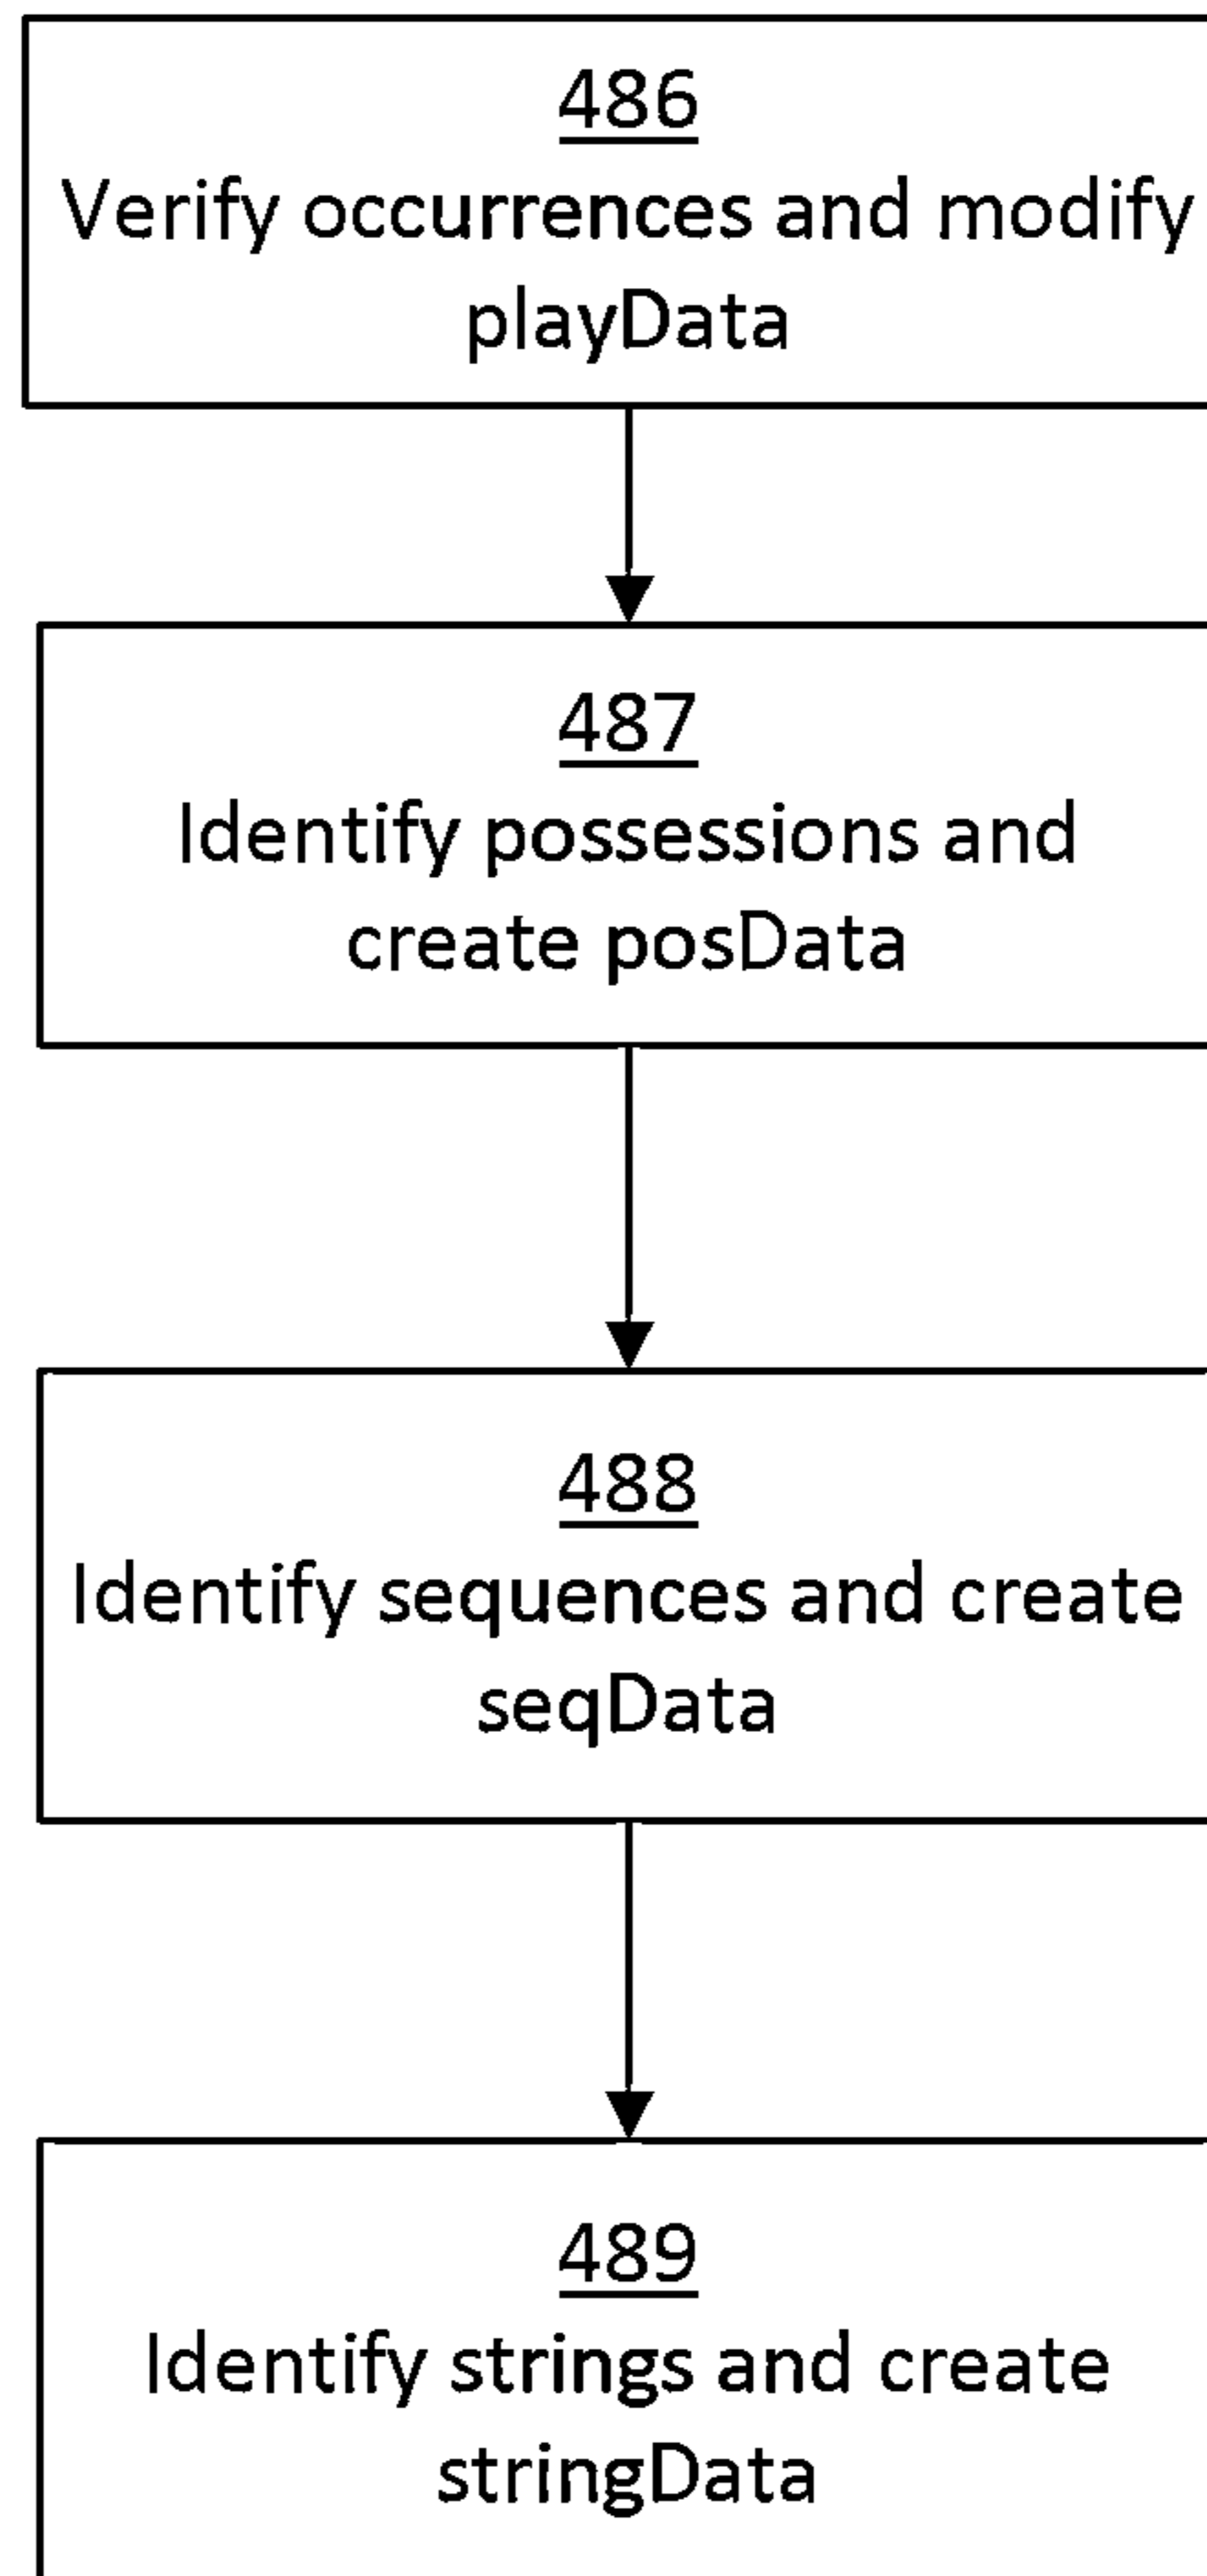 486
Verify occurrences and modify
playData
487
Identify possessions and
create posData
488
Identify sequences and create
seqData
489
Identify strings and create
stringData